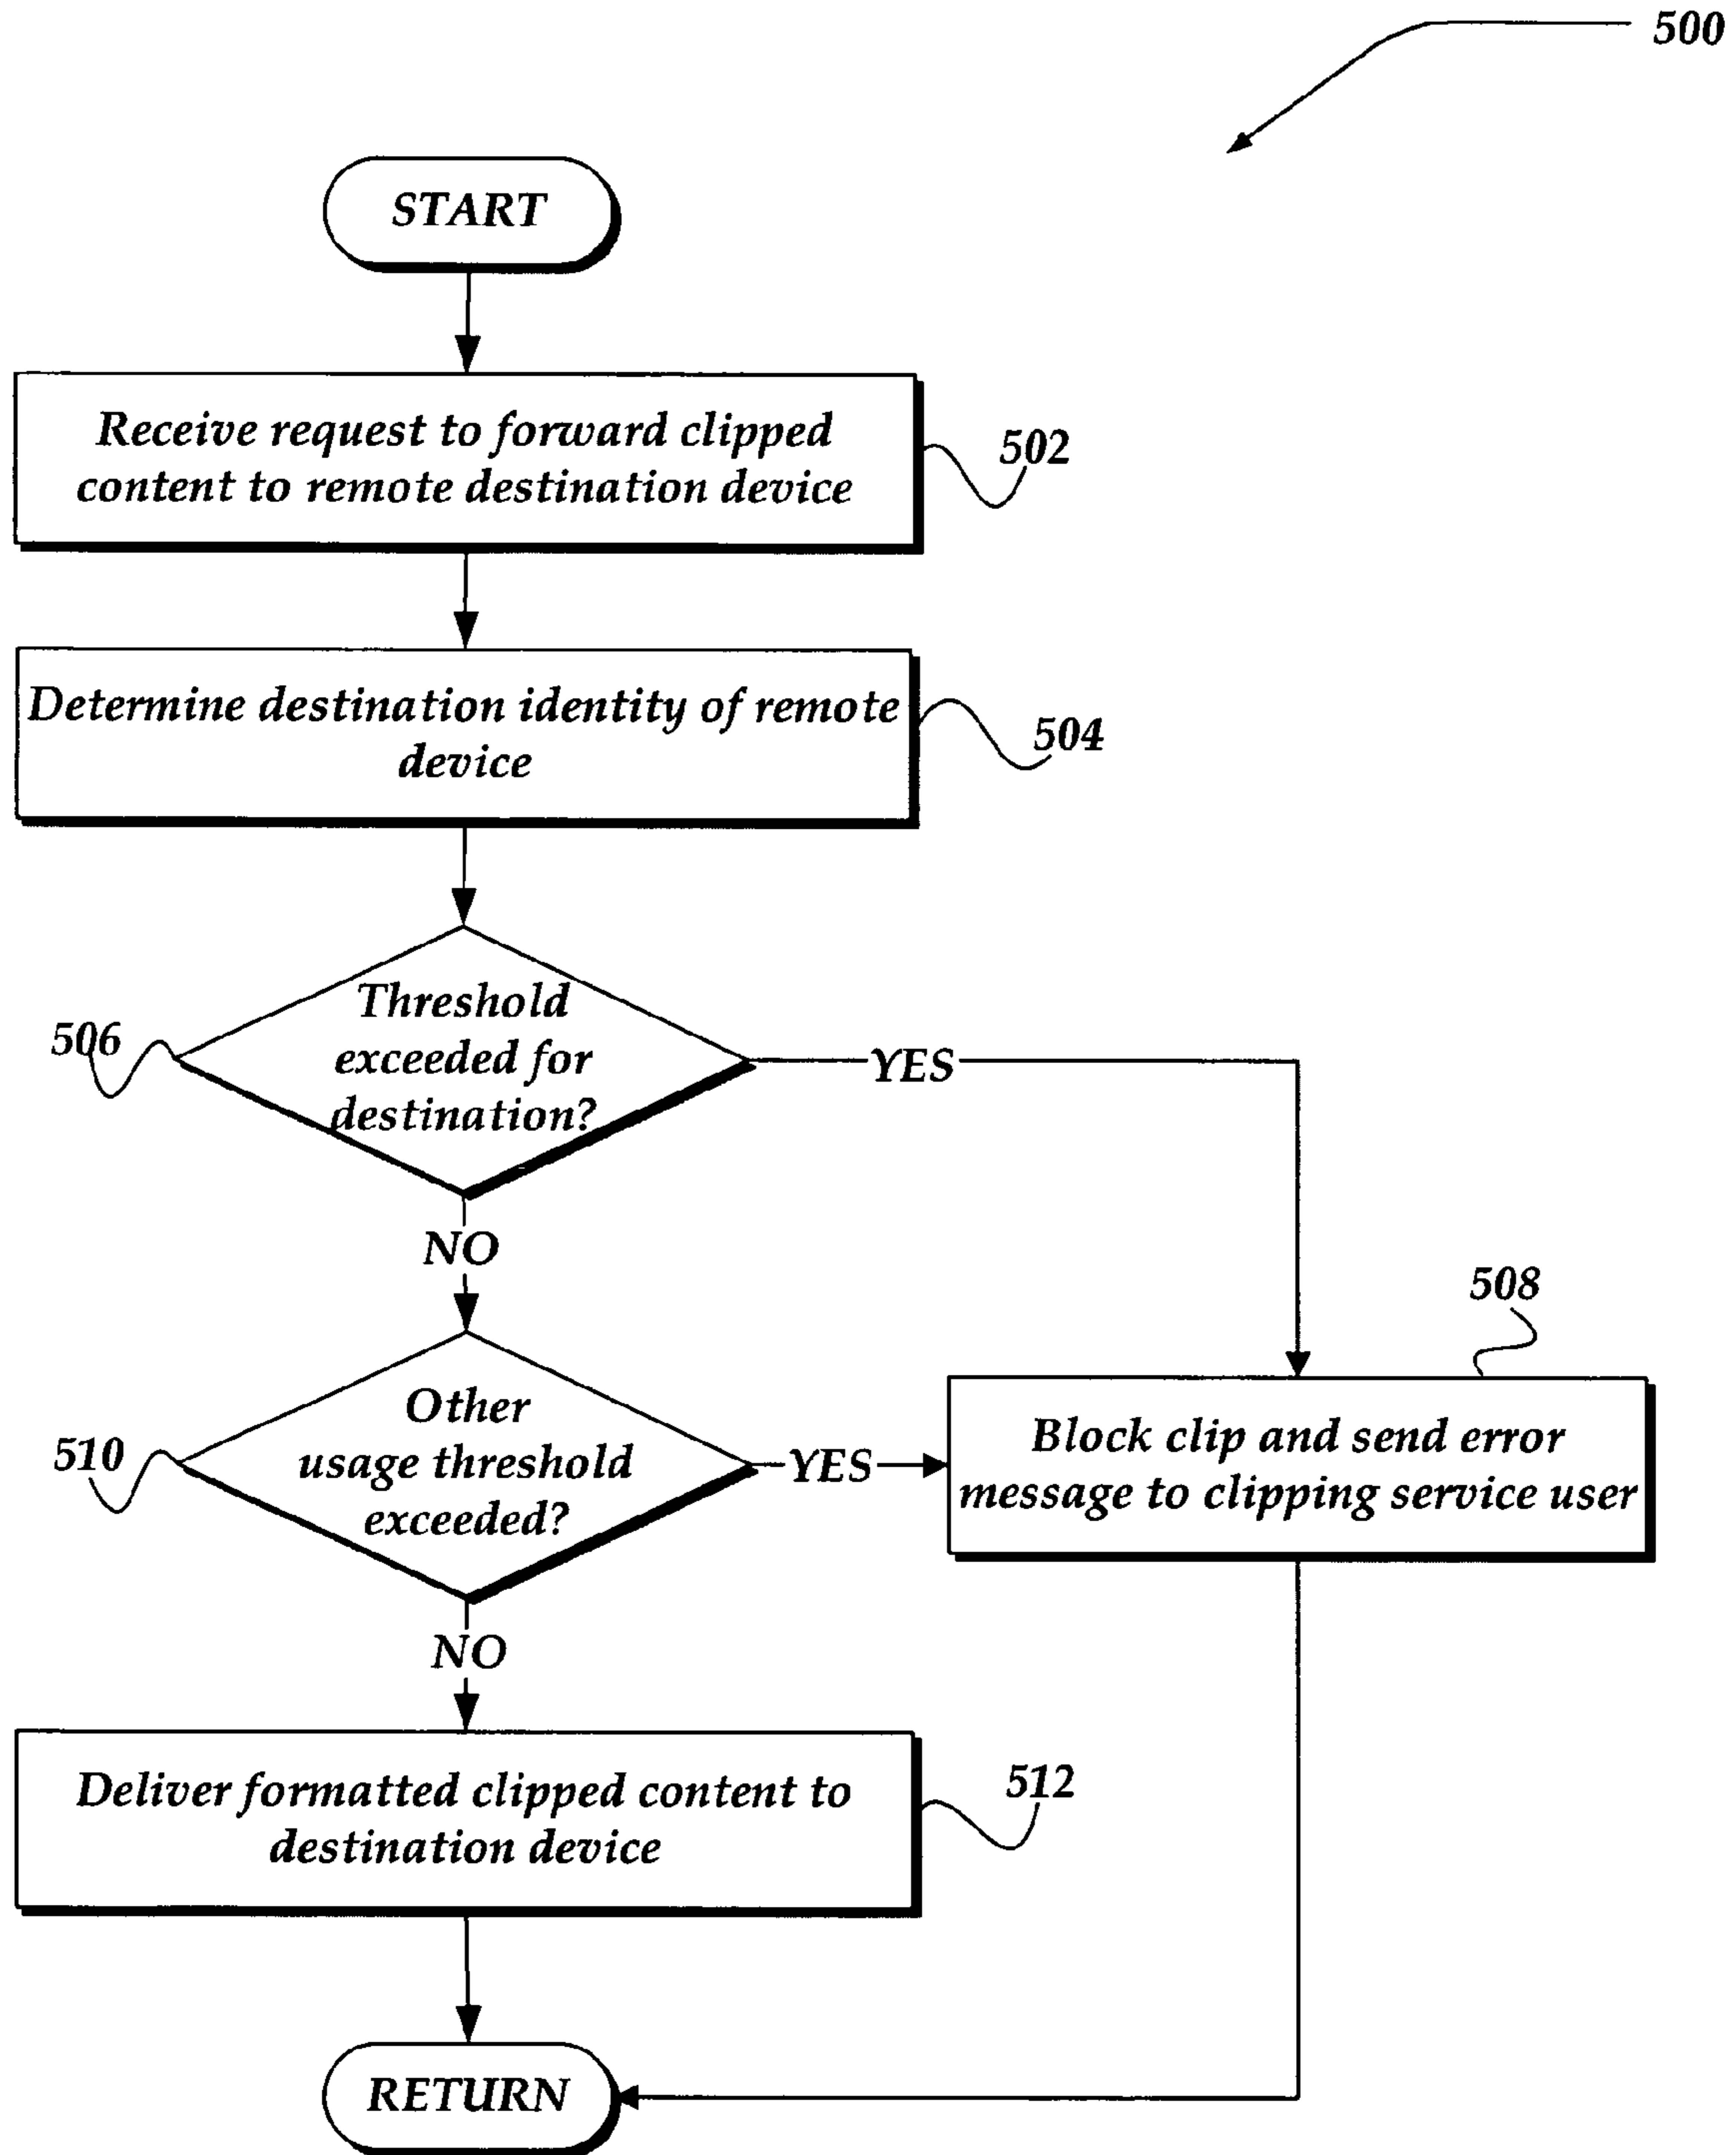 500
START
Receive request to forward clipped
content to remote destination device
502
Determine destination identity of remote
device
504
Threshold
exceeded for
destination?
506
YES
NO
508
Other
usage threshold
exceeded?
510
YES
Block clip and send error
message to clipping service user
NO
Deliver formatted clipped content to
destination device
512
RETURN